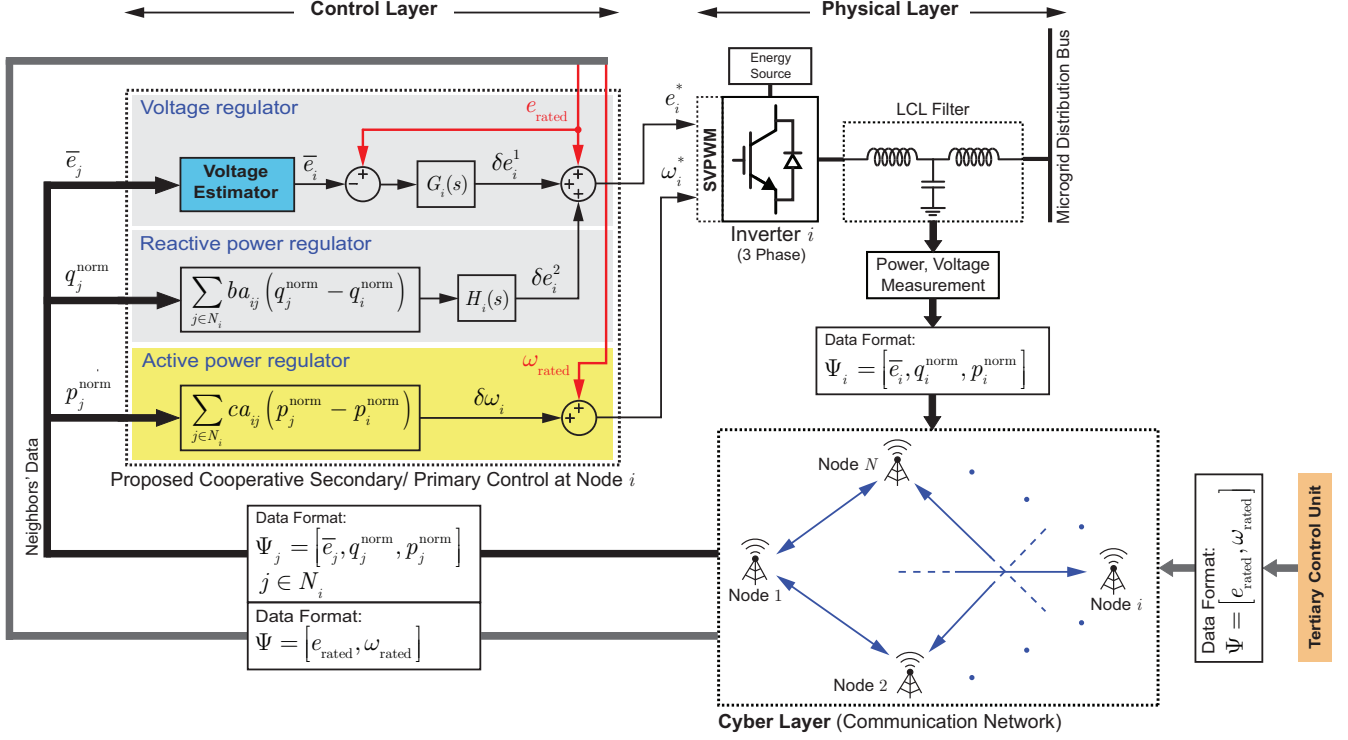 Control Layer
Physical Layer
Voltage regulator
e_rated
e̅_j
Voltage
Estimator
e̅_i
−
+
G_i(s)
δe_i^1
+
+
+
e_i^*
ω_i^*
Reactive power regulator
q_j^norm
∑_{j∈N_i} ba_ij (q_j^norm − q_i^norm)
H_i(s)
δe_i^2
Active power regulator
ω_rated
p_j^norm
∑_{j∈N_i} ca_ij (p_j^norm − p_i^norm)
δω_i
+
+
Proposed Cooperative Secondary/ Primary Control at Node i
Neighbors' Data
Energy
Source
SVPWM
Inverter i
(3 Phase)
LCL Filter
Microgrid Distribution Bus
Power, Voltage
Measurement
Data Format:
Ψ_i = [e̅_i, q_i^norm, p_i^norm]
Data Format:
Ψ_j = [e̅_j, q_j^norm, p_j^norm]
j ∈ N_i
Data Format:
Ψ = [e_rated, ω_rated]
Node N
Node 1
Node i
Node 2
Cyber Layer (Communication Network)
Data Format:
Ψ = [e_rated, ω_rated]
Tertiary Control Unit